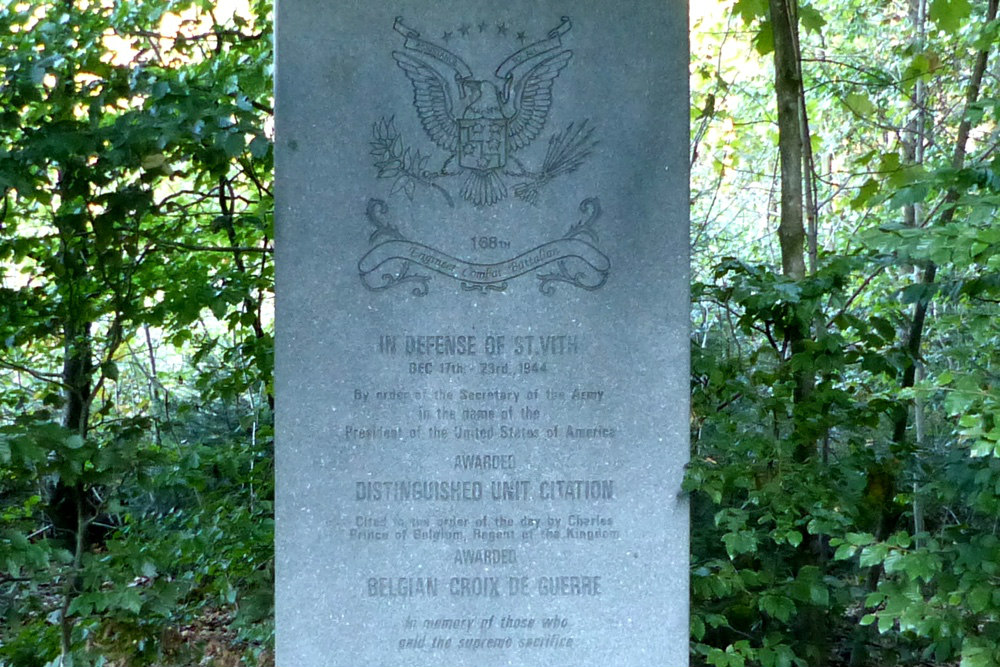 168TH
Engineer Combat Battalion
IN DEFENSE OF ST.VITH
DEC 17th. - 23rd., 1944
By order of the Secretary of the Army
in the name of the
President of the United States of America
AWARDED
DISTINGUISHED UNIT CITATION
Cited in the order of the day by Charles
Prince of Belgium, Regent of the Kingdom
AWARDED
BELGIAN CROIX DE GUERRE
In memory of those who
paid the supreme sacrifice